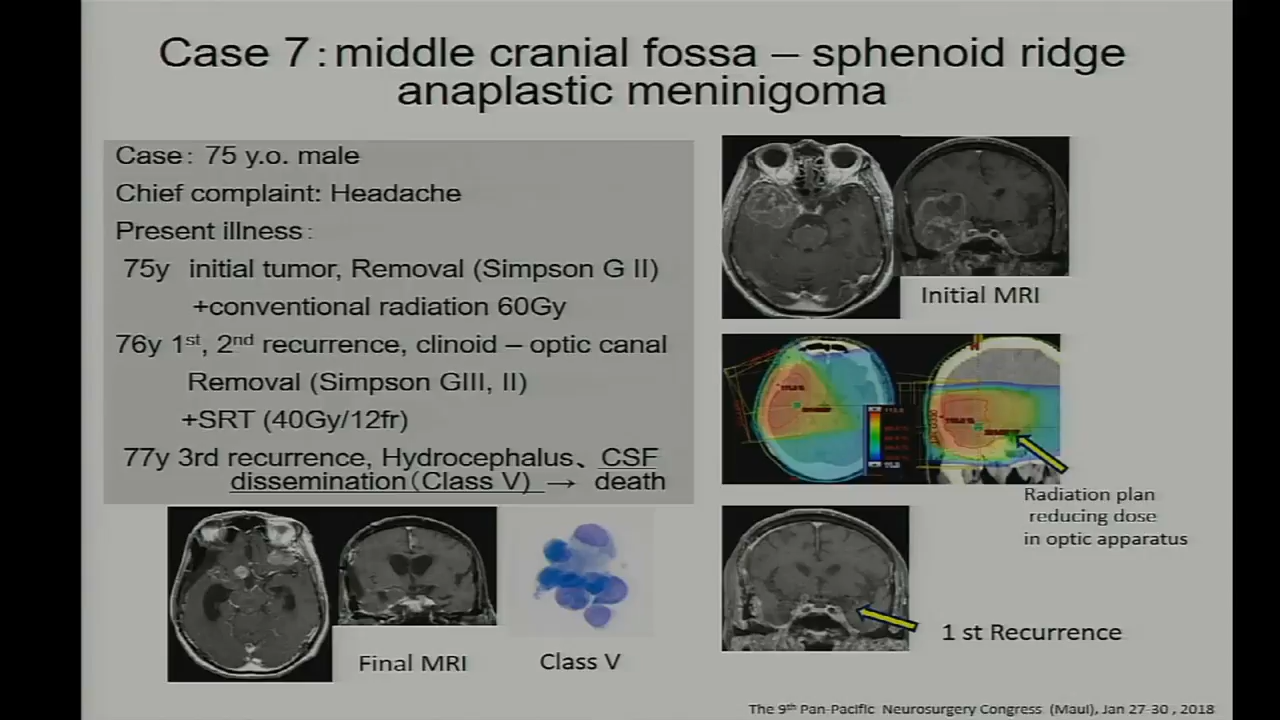 Case 7：middle cranial fossa – sphenoid ridge
anaplastic meninigoma
Case：75 y.o. male
Chief complaint: Headache
Present illness：
75y initial tumor, Removal (Simpson G II)
+conventional radiation 60Gy
76y 1st, 2nd recurrence, clinoid – optic canal
Removal (Simpson GIII, II)
+SRT (40Gy/12fr)
77y 3rd recurrence, Hydrocephalus、CSF
dissemination（Class V) → death
Initial MRI
Radiation plan
reducing dose
in optic apparatus
1 st Recurrence
Final MRI
Class V
The 9th Pan-Pacific Neurosurgery Congress (Maui), Jan 27-30 , 2018